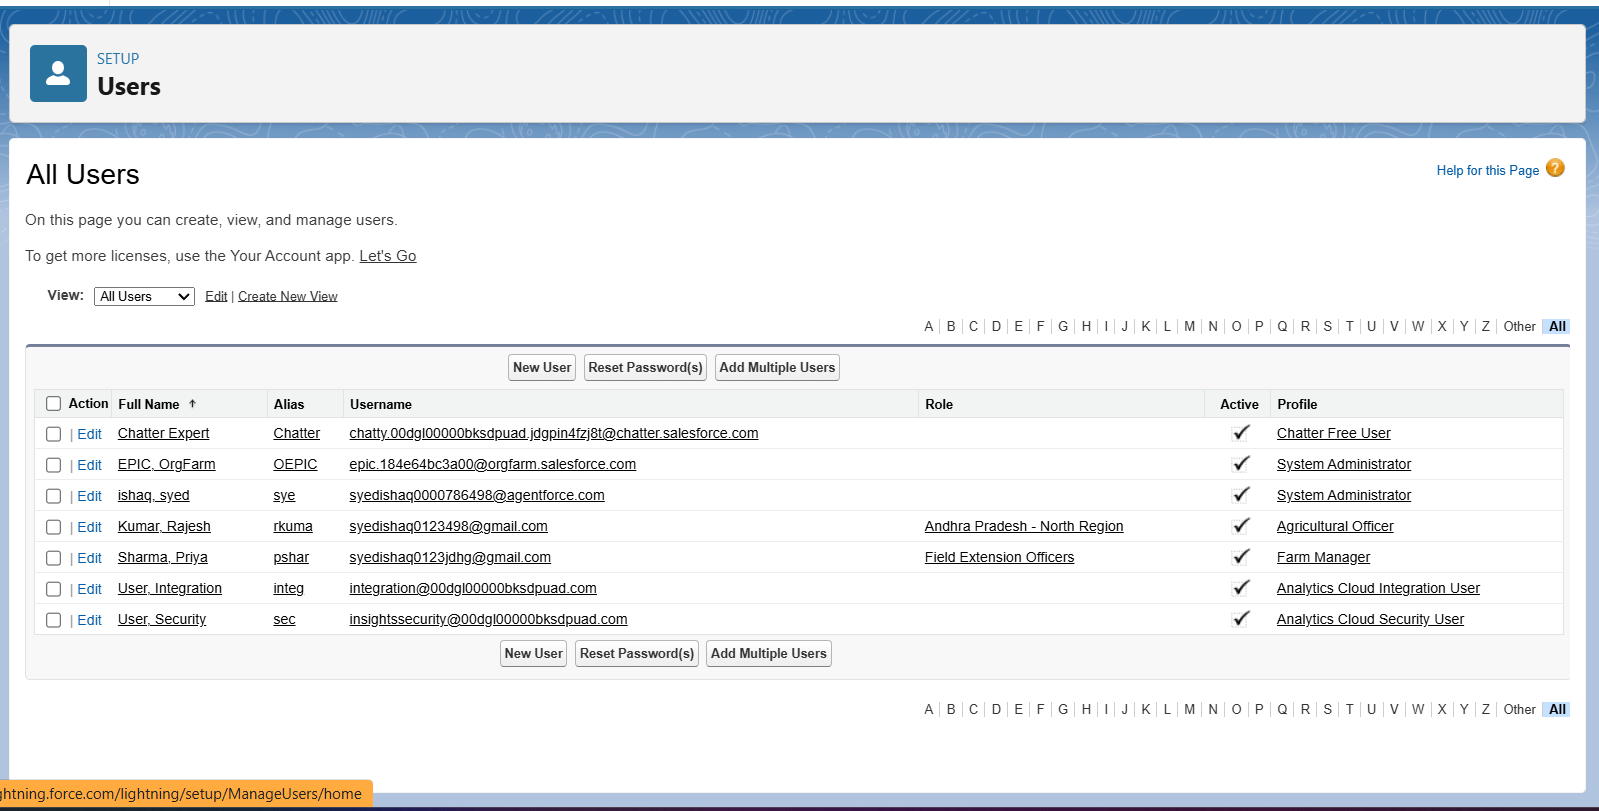 SETUP
Users
All Users
Help for this Page ?
On this page you can create, view, and manage users.
To get more licenses, use the Your Account app. Let's Go
View: All Users Edit | Create New View
A B C D E F G H I J K L M N O P Q R S T U V W X Y Z Other All
New User Reset Password(s) Add Multiple Users
Action Full Name ↑ Alias Username Role Active Profile
| Edit Chatter Expert Chatter chatty.00dgl00000bksdpuad.jdgpin4fzj8t@chatter.salesforce.com Chatter Free User
| Edit EPIC, OrgFarm OEPIC epic.184e64bc3a00@orgfarm.salesforce.com System Administrator
| Edit ishaq, syed sye syedishaq0000786498@agentforce.com System Administrator
| Edit Kumar, Rajesh rkuma syedishaq0123498@gmail.com Andhra Pradesh - North Region Agricultural Officer
| Edit Sharma, Priya pshar syedishaq0123jdhg@gmail.com Field Extension Officers Farm Manager
| Edit User, Integration integ integration@00dgl00000bksdpuad.com Analytics Cloud Integration User
| Edit User, Security sec insightssecurity@00dgl00000bksdpuad.com Analytics Cloud Security User
New User Reset Password(s) Add Multiple Users
A B C D E F G H I J K L M N O P Q R S T U V W X Y Z Other All
ghtning.force.com/lightning/setup/ManageUsers/home